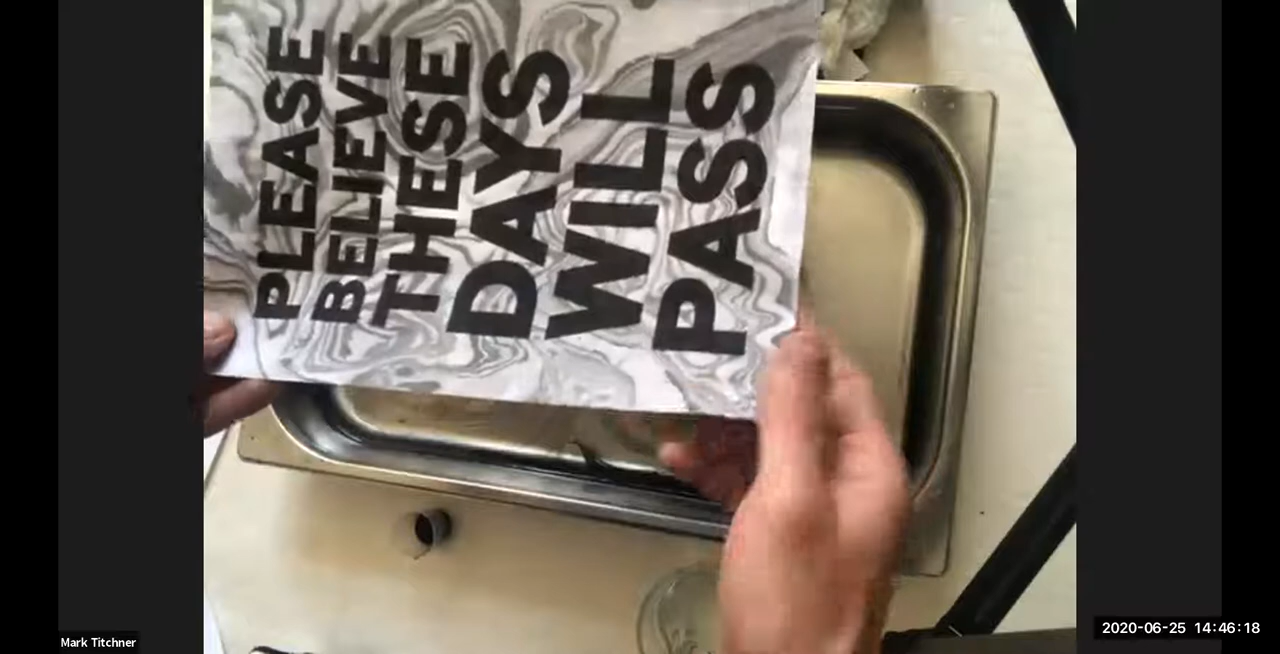 PLEASE
BELIEVE
THESE
DAYS
WILL
PASS
Mark Titchner
2020-06-25 14:46:18